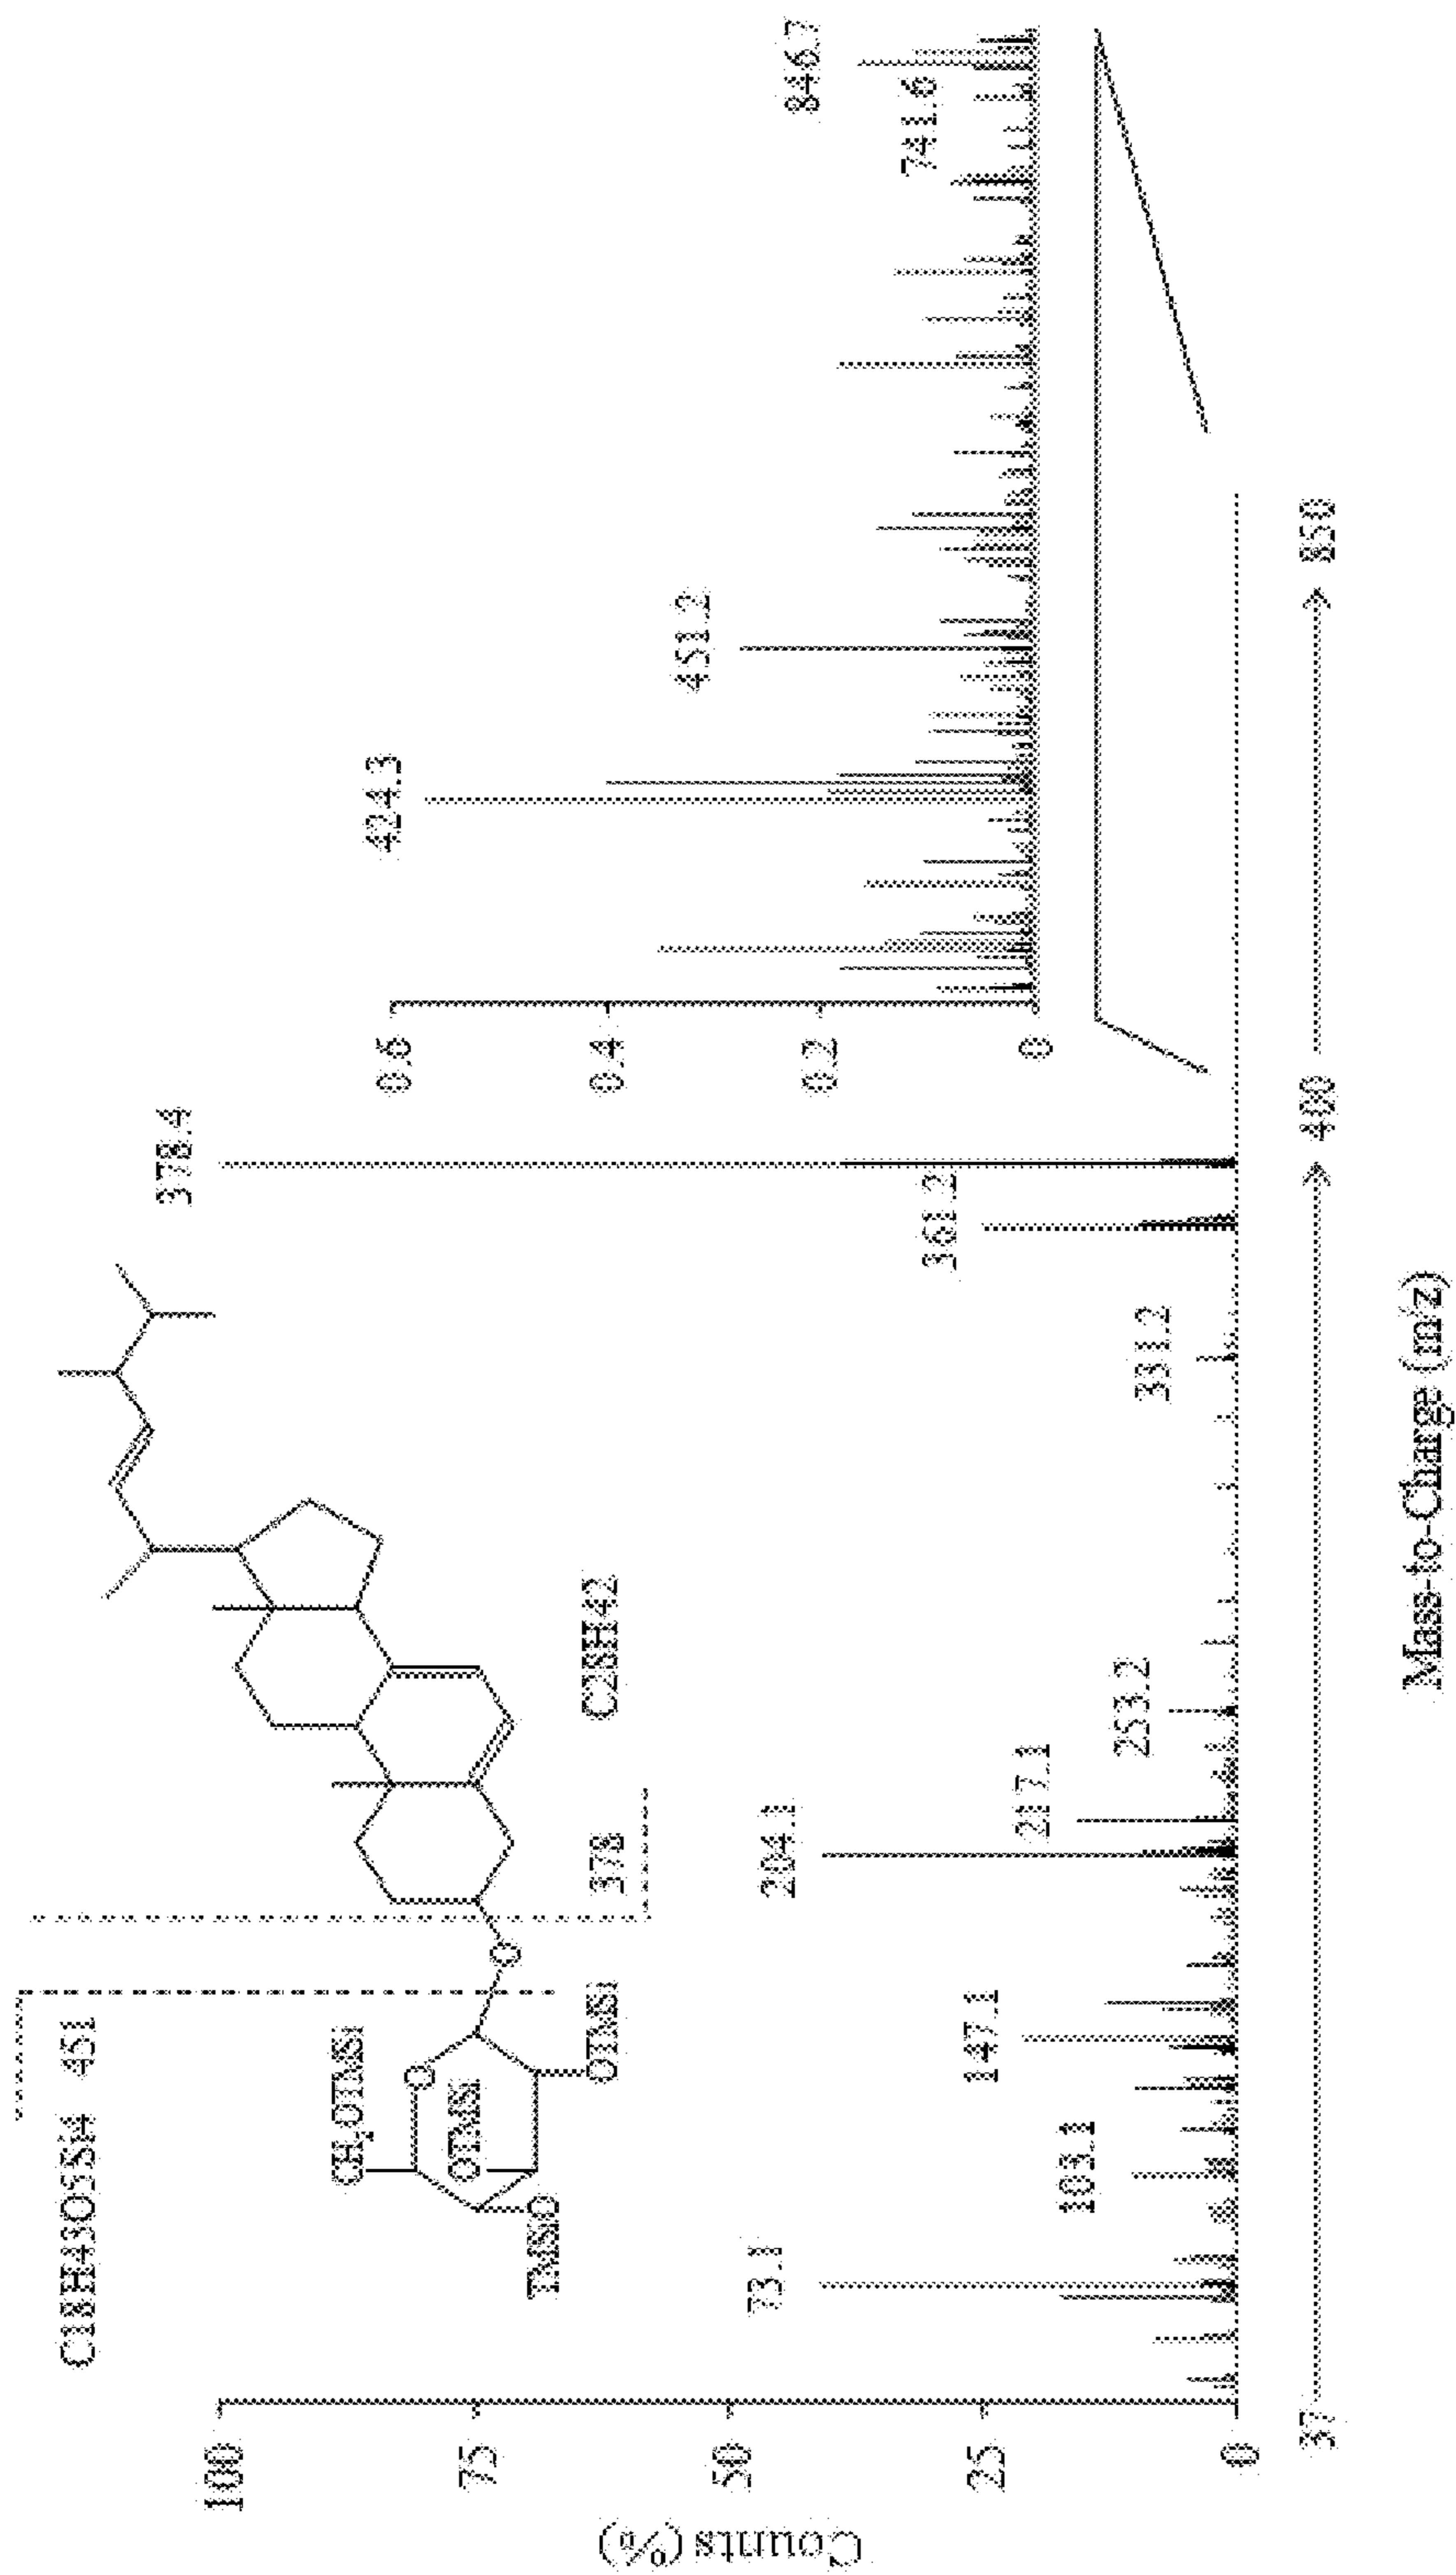 C18H43O5Si4 451
CH2OTMSi
O
OTMSi
TMSiO
OTMSi
O
378
C28H42
Counts (%)
100
75
50
25
0
73.1
103.1
147.1
204.1
217.1
253.2
331.2
361.2
378.4
0.6
0.4
0.2
0
424.3
451.2
741.6
846.7
37
400
850
Mass-to-Charge (m/z)